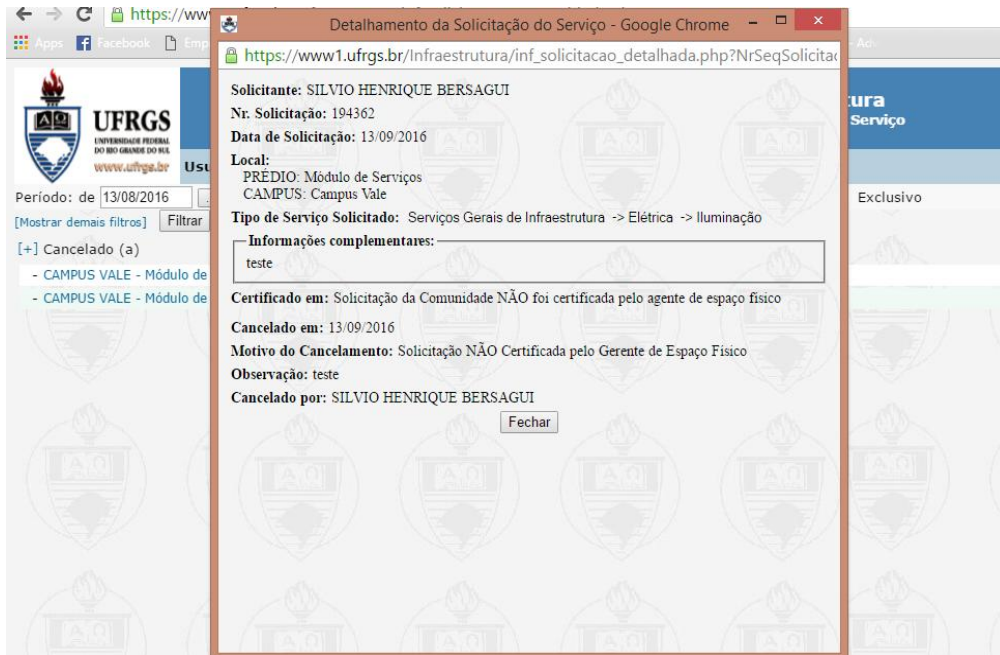 https://www
Apps Facebook Emp
Detalhamento da Solicitação do Serviço - Google Chrome
https://www1.ufrgs.br/Infraestrutura/inf_solicitacao_detalhada.php?NrSeqSolicitac
UFRGS
UNIVERSIDADE FEDERAL
DO RIO GRANDE DO SUL
www.ufrgs.br
Usu
tura
Serviço
Período: de 13/08/2016
Exclusivo
[Mostrar demais filtros] Filtrar
[+] Cancelado (a)
- CAMPUS VALE - Módulo de
- CAMPUS VALE - Módulo de
Solicitante: SILVIO HENRIQUE BERSAGUI
Nr. Solicitação: 194362
Data de Solicitação: 13/09/2016
Local:
PRÉDIO: Módulo de Serviços
CAMPUS: Campus Vale
Tipo de Serviço Solicitado: Serviços Gerais de Infraestrutura -> Elétrica -> Iluminação
Informações complementares:
teste
Certificado em: Solicitação da Comunidade NÃO foi certificada pelo agente de espaço físico
Cancelado em: 13/09/2016
Motivo do Cancelamento: Solicitação NÃO Certificada pelo Gerente de Espaço Físico
Observação: teste
Cancelado por: SILVIO HENRIQUE BERSAGUI
Fechar